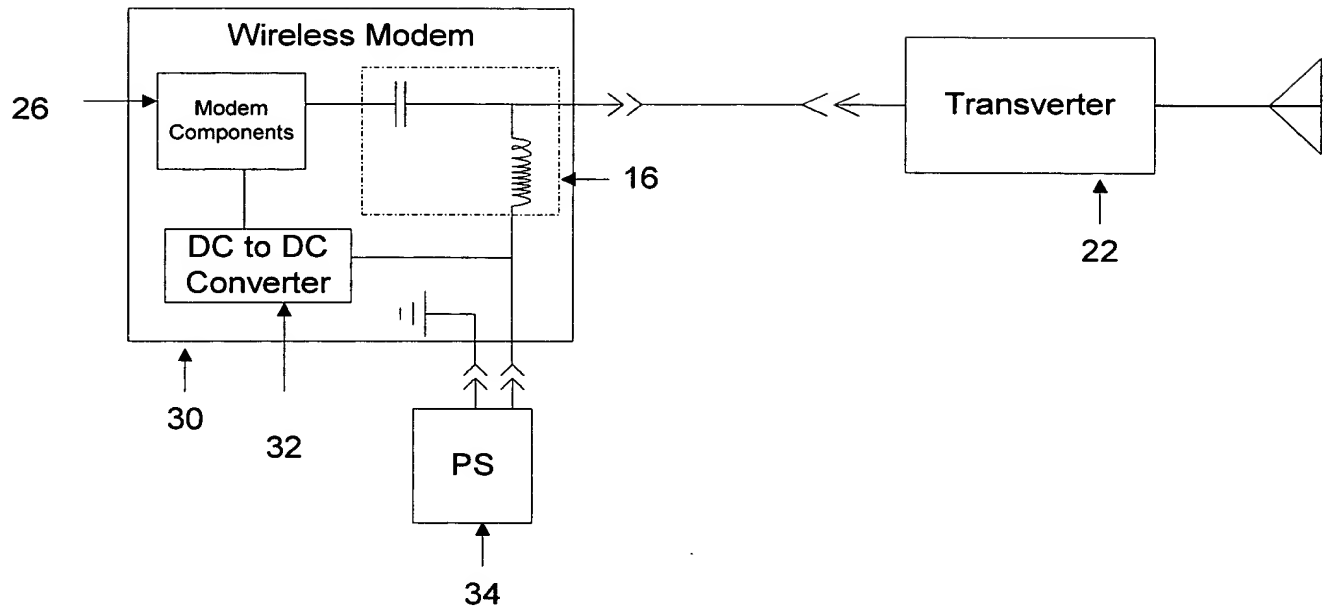 Wireless Modem
26
Modem
Components
Transverter
16
22
DC to DC
Converter
30
32
PS
34